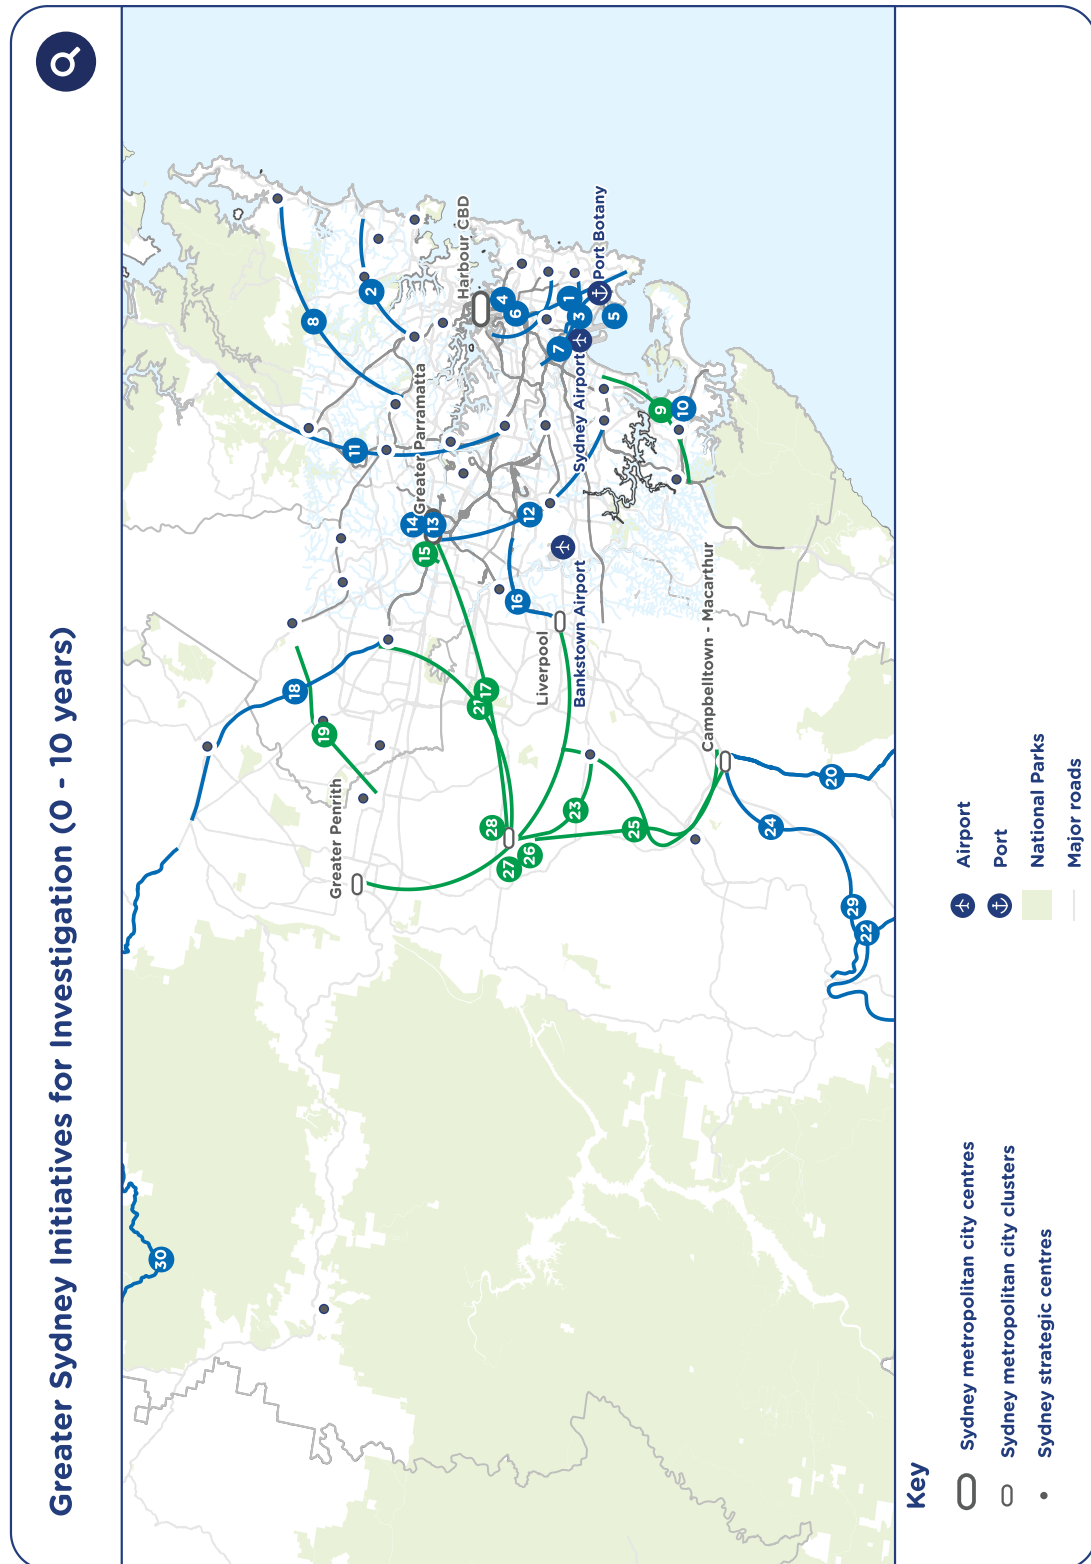 Greater Sydney Initiatives for Investigation (0 - 10 years)
30
18
8
19
2
11
Greater Penrith
14
Greater Parramatta
15
13
Harbour CBD
21
17
28
4
27
6
16
12
26
Liverpool
7
1
23
3
Bankstown Airport
Sydney Airport
Port Botany
5
25
9
10
Campbelltown - Macarthur
24
20
29
22
Key
Sydney metropolitan city centres
Sydney metropolitan city clusters
Sydney strategic centres
Airport
Port
National Parks
Major roads